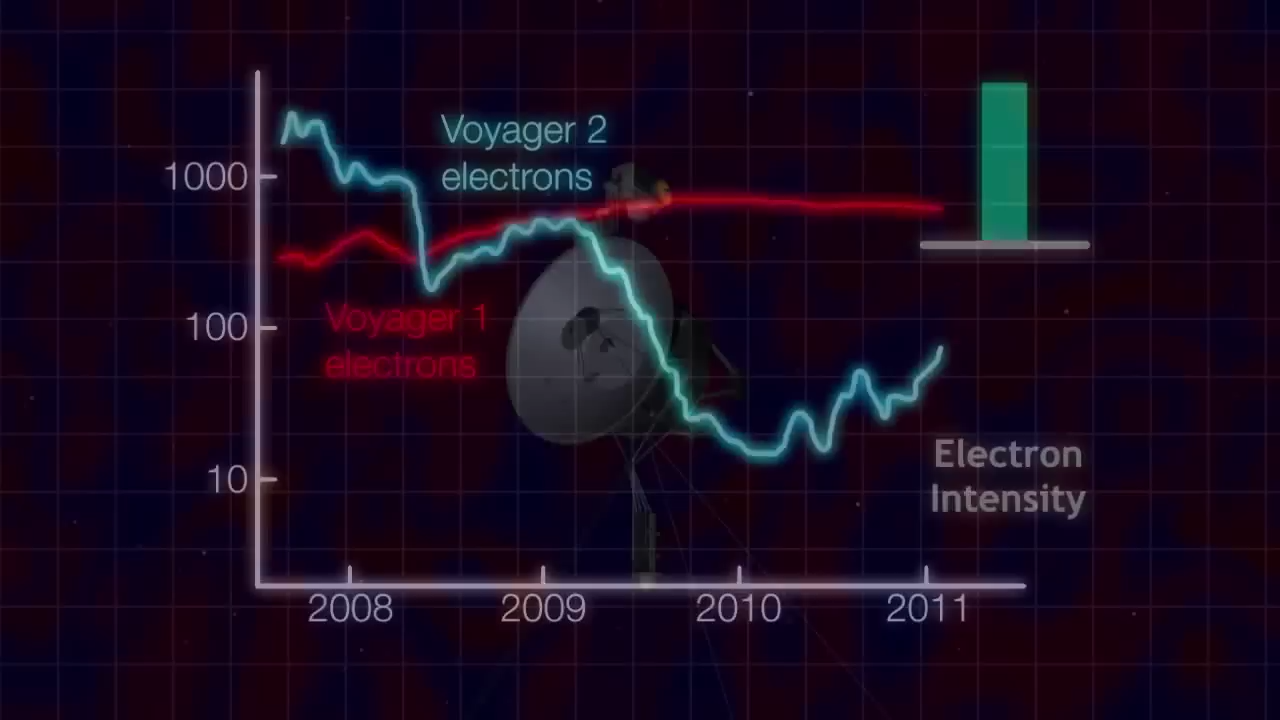 Voyager 2
electrons
1000
Voyager 1
electrons
100
10
Electron
Intensity
2008
2009
2010
2011